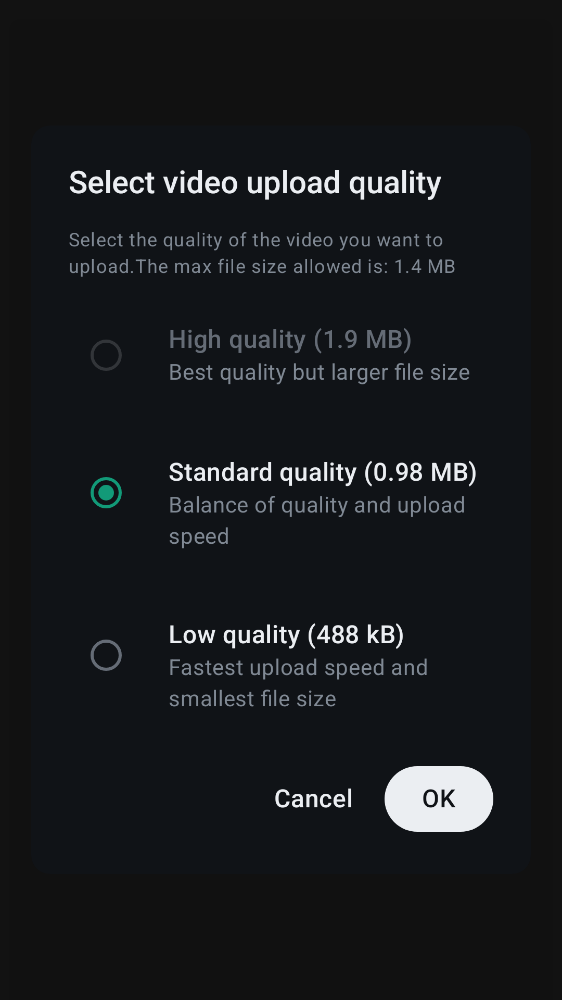 Select video upload quality
Select the quality of the video you want to
upload.The max file size allowed is: 1.4 MB
High quality (1.9 MB)
Best quality but larger file size
Standard quality (0.98 MB)
Balance of quality and upload
speed
Low quality (488 kB)
Fastest upload speed and
smallest file size
Cancel
OK